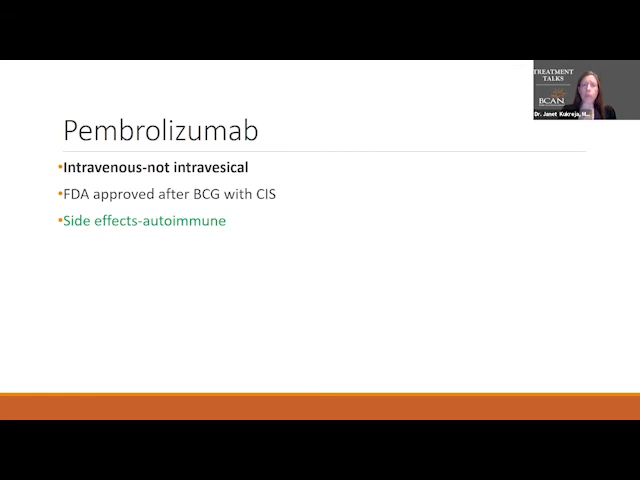 TREATMENT
TALKS
BCAN
Dr. Janet Kukreja, M...
Pembrolizumab
•Intravenous-not intravesical
•FDA approved after BCG with CIS
•Side effects-autoimmune